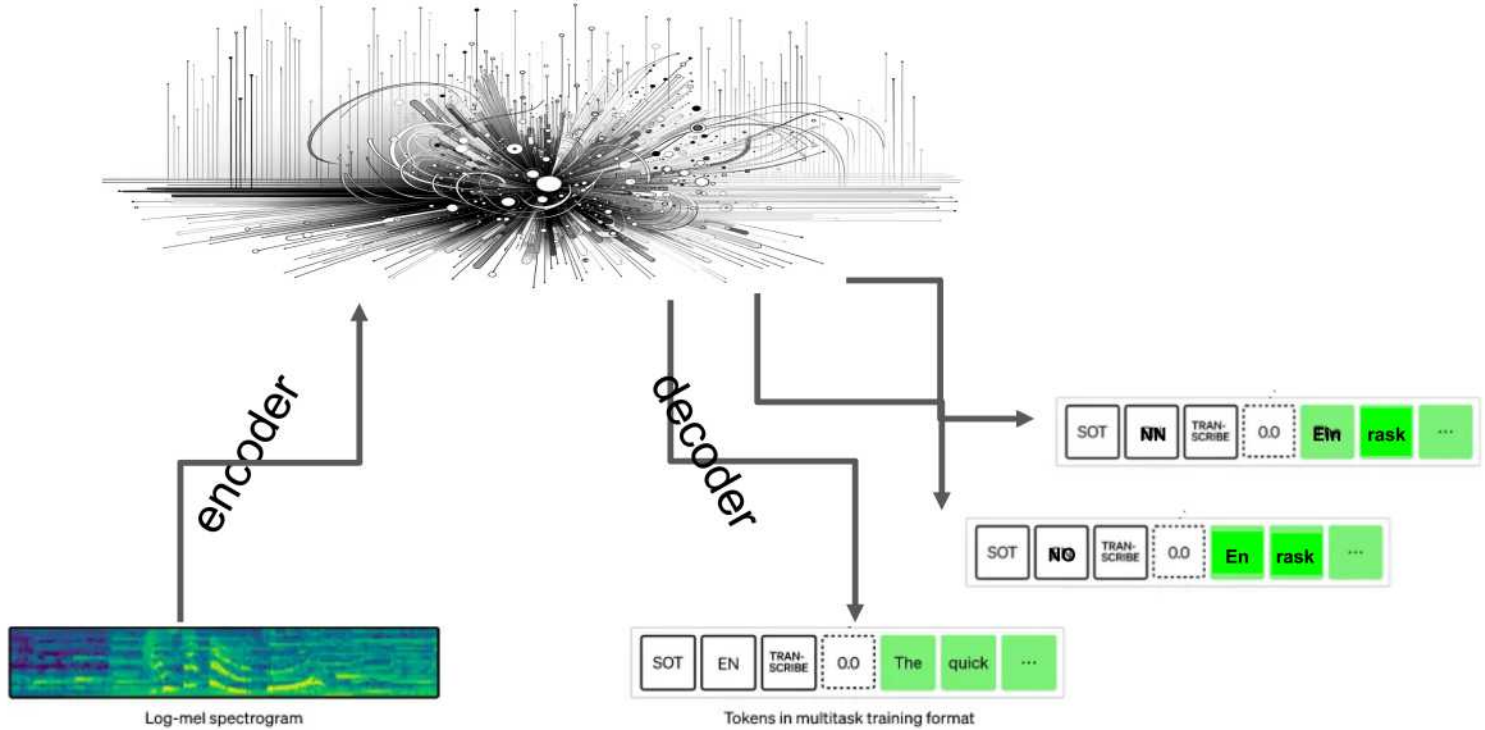 encoder
decoder
SOT NN TRAN-SCRIBE 0.0 Ein rask ...
SOT NO TRAN-SCRIBE 0.0 En rask ...
SOT EN TRAN-SCRIBE 0.0 The quick ...
Log-mel spectrogram
Tokens in multitask training format